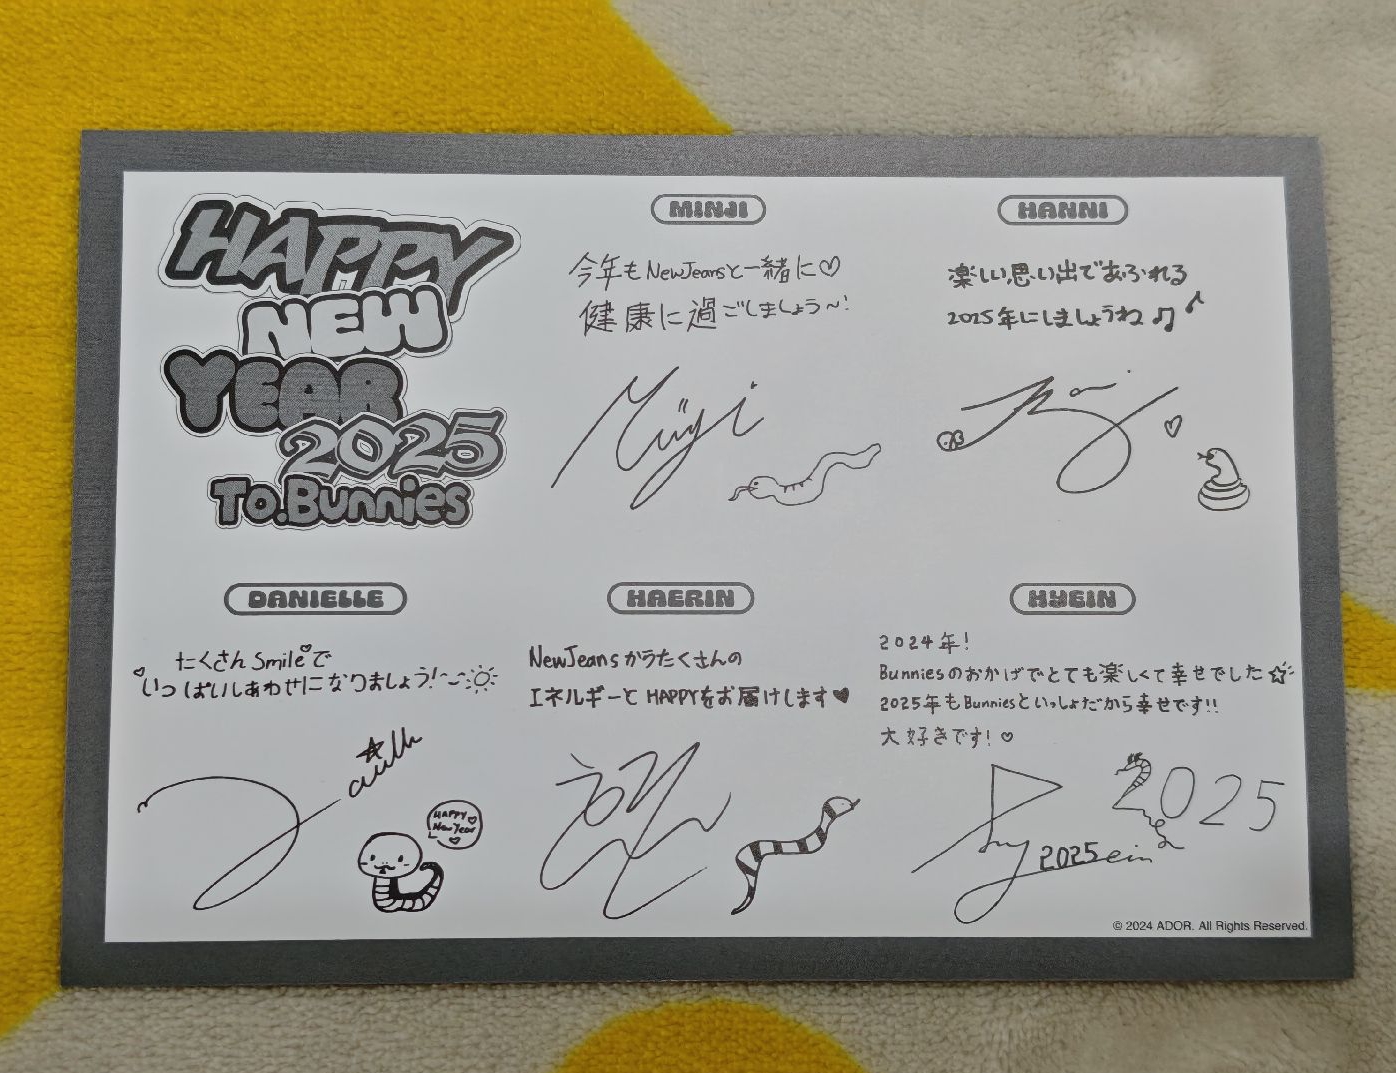 HAPPY
NEW
YEAR
2025
To.Bunnies
MINJI
今年もNewJeansと一緒に♡
健康に過ごしましょう〜!
Minji
HANNI
楽しい思い出であふれる
2025年にしましょうね♫♪
DANIELLE
たくさんsmile♡で
♡いっぱいしあわせになりましょう!
HAPPY
New Year
HAERIN
NewJeansからたくさんの
エネルギーとHAPPYをお届けします♥
HYEIN
2024年!
Bunniesのおかげでとても楽しくて幸せでした☆
2025年もBunniesといっしょだから幸せです!!
大好きです!♡
2025
Hy2025ein
© 2024 ADOR. All Rights Reserved.